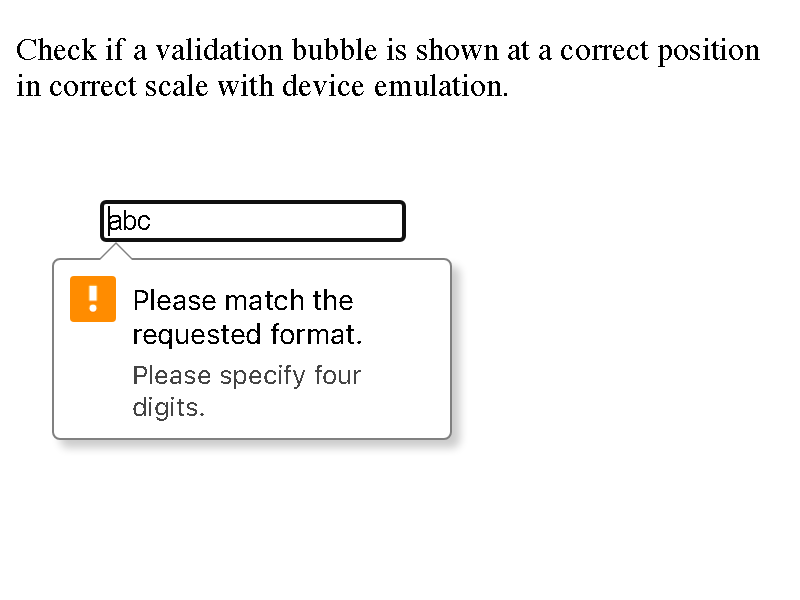 Check if a validation bubble is shown at a correct position
in correct scale with device emulation.
abc
Please match the
requested format.
Please specify four
digits.